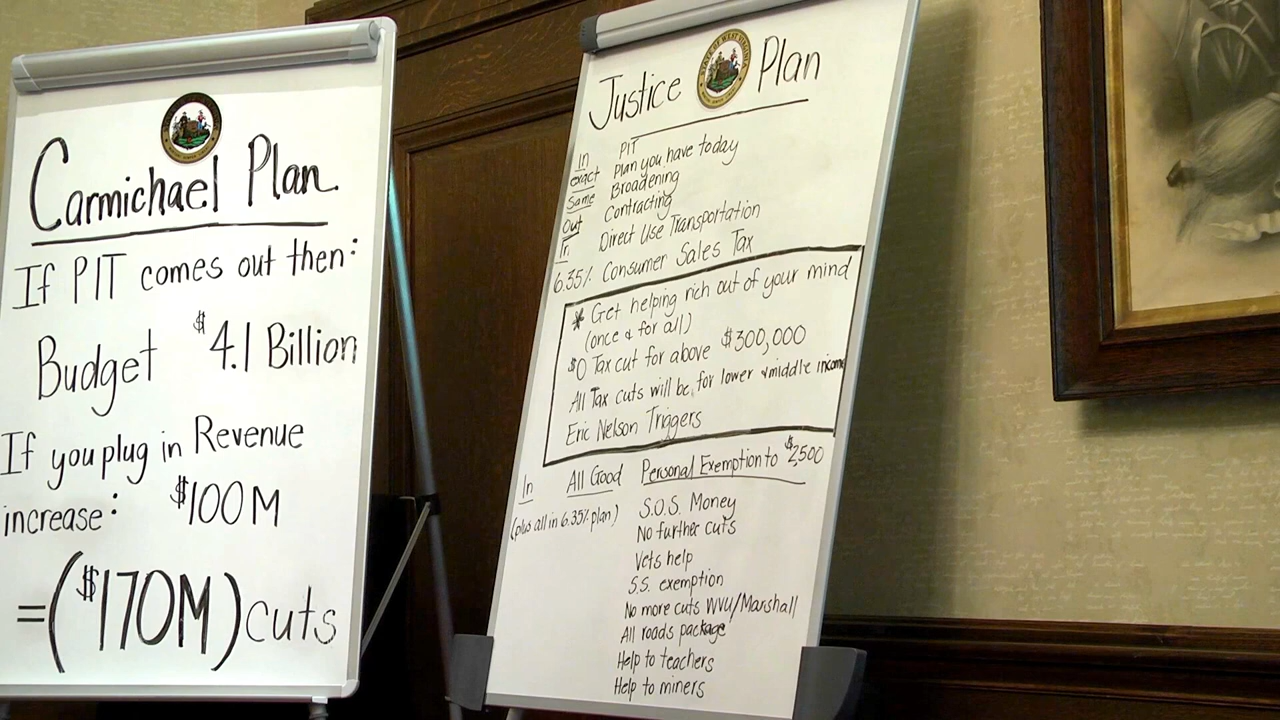 Carmichael Plan
If PIT comes out then:
Budget $4.1 Billion
If you plug in Revenue
increase: $100M
=($170M) cuts
Justice Plan
In PIT
exact plan you have today
same Broadening
Out Contracting
In Direct Use Transportation
6.35% Consumer Sales Tax
* Get helping rich out of your mind
(once & for all)
$0 Tax cut for above $300,000
All Tax cuts will be for lower & middle income
Eric Nelson Triggers
In All Good Personal Exemption to $2,500
(plus all in 6.35% plan) S.O.S. Money
No further cuts
Vets help
S.S. exemption
No more cuts WVU/Marshall
All roads package
Help to teachers
Help to miners